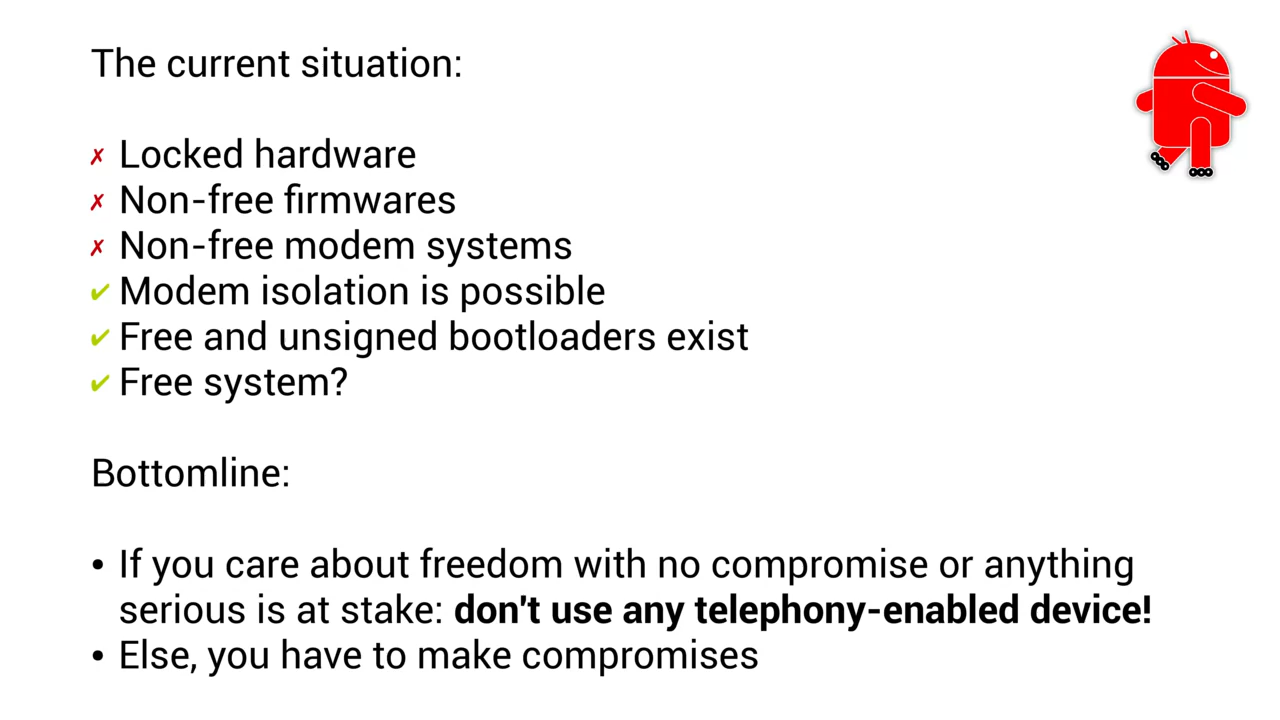 The current situation:
✗ Locked hardware
✗ Non-free firmwares
✗ Non-free modem systems
✔ Modem isolation is possible
✔ Free and unsigned bootloaders exist
✔ Free system?
Bottomline:
• If you care about freedom with no compromise or anything
serious is at stake: don't use any telephony-enabled device!
• Else, you have to make compromises